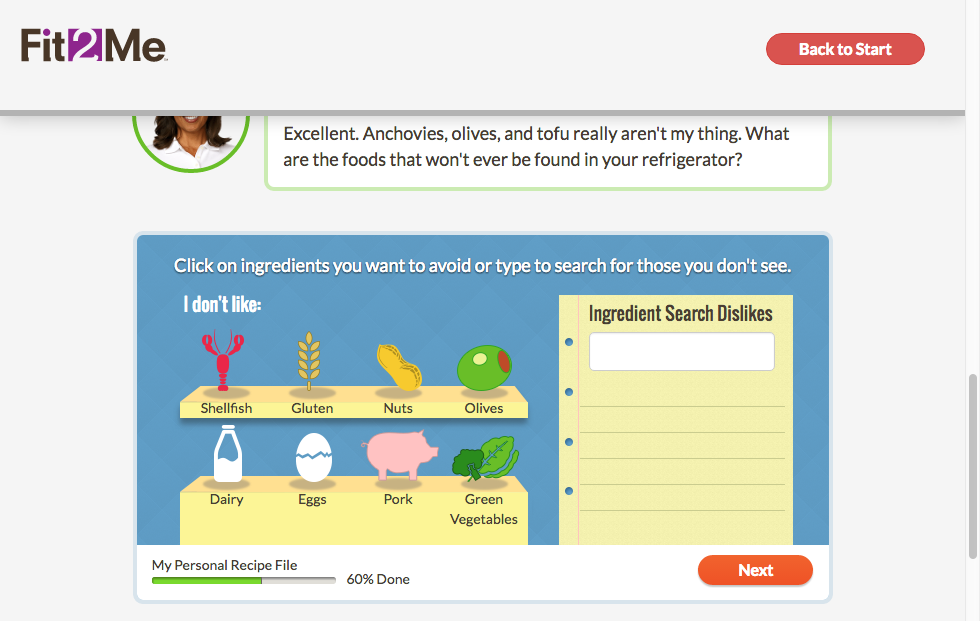 Fit2Me
Back to Start
Excellent. Anchovies, olives, and tofu really aren't my thing. What
are the foods that won't ever be found in your refrigerator?
Click on ingredients you want to avoid or type to search for those you don't see.
I don't like:
Ingredient Search Dislikes
Shellfish
Gluten
Nuts
Olives
Dairy
Eggs
Pork
Green
Vegetables
My Personal Recipe File
60% Done
Next